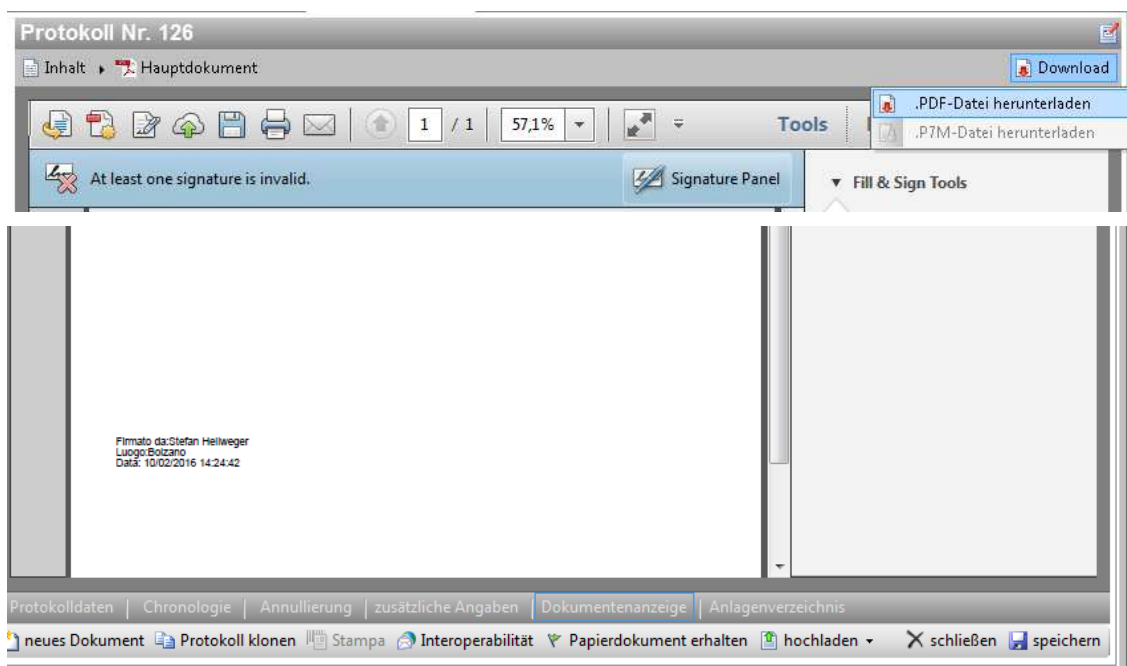 Protokoll Nr. 126
Inhalt Hauptdokument Download
.PDF-Datei herunterladen
.P7M-Datei herunterladen
1 / 1 57,1% Tools
At least one signature is invalid. Signature Panel
Fill & Sign Tools
Firmato da:Stefan Hellweger
Luogo:Bolzano
Data: 10/02/2016 14:24:42
Protokolldaten | Chronologie | Annullierung | zusätzliche Angaben | Dokumentenanzeige | Anlagenverzeichnis
neues Dokument Protokoll klonen Stampa Interoperabilität Papierdokument erhalten hochladen schließen speichern